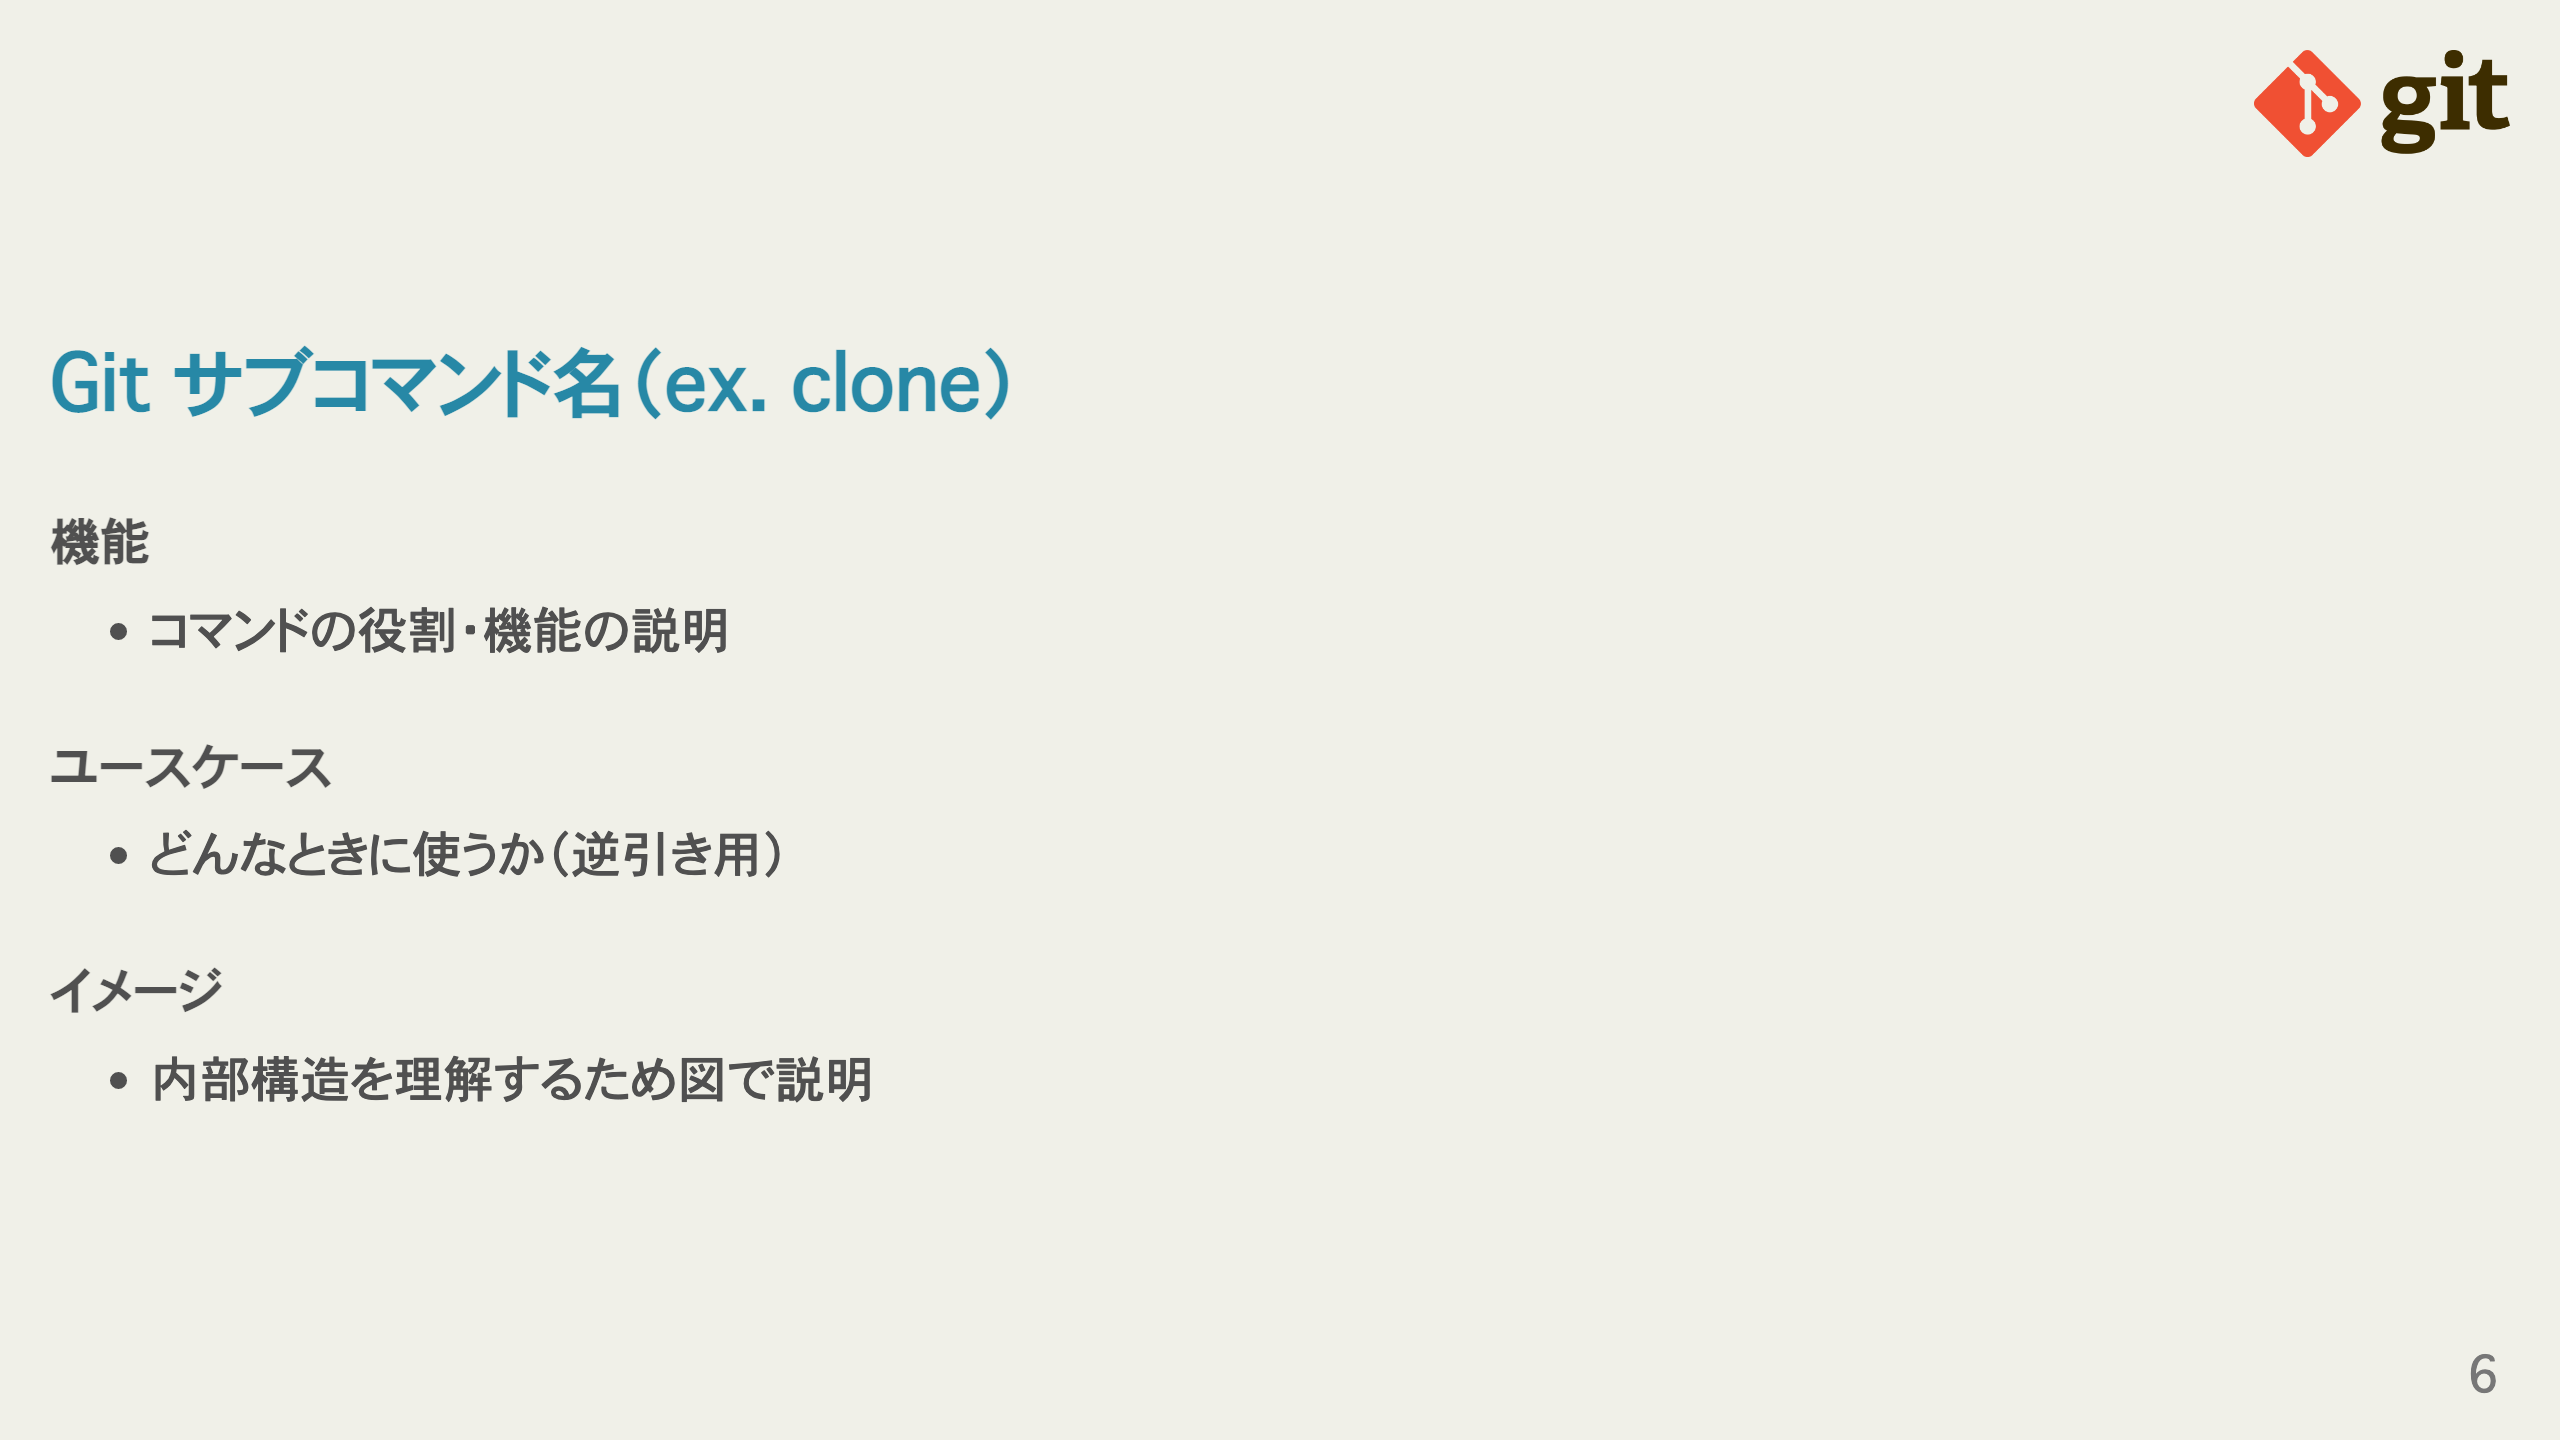 git
Git サブコマンド名（ex. clone）
機能
• コマンドの役割・機能の説明
ユースケース
• どんなときに使うか（逆引き用）
イメージ
• 内部構造を理解するため図で説明
6